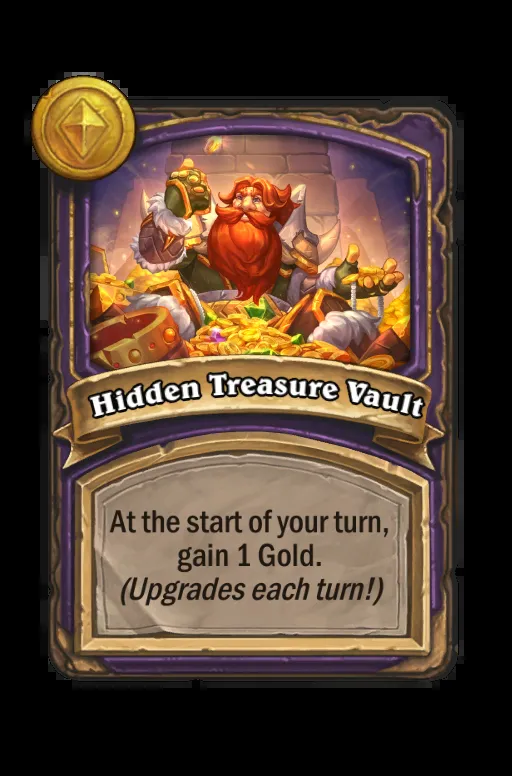 Hidden Treasure Vault
At the start of your turn,
gain 1 Gold.
(Upgrades each turn!)